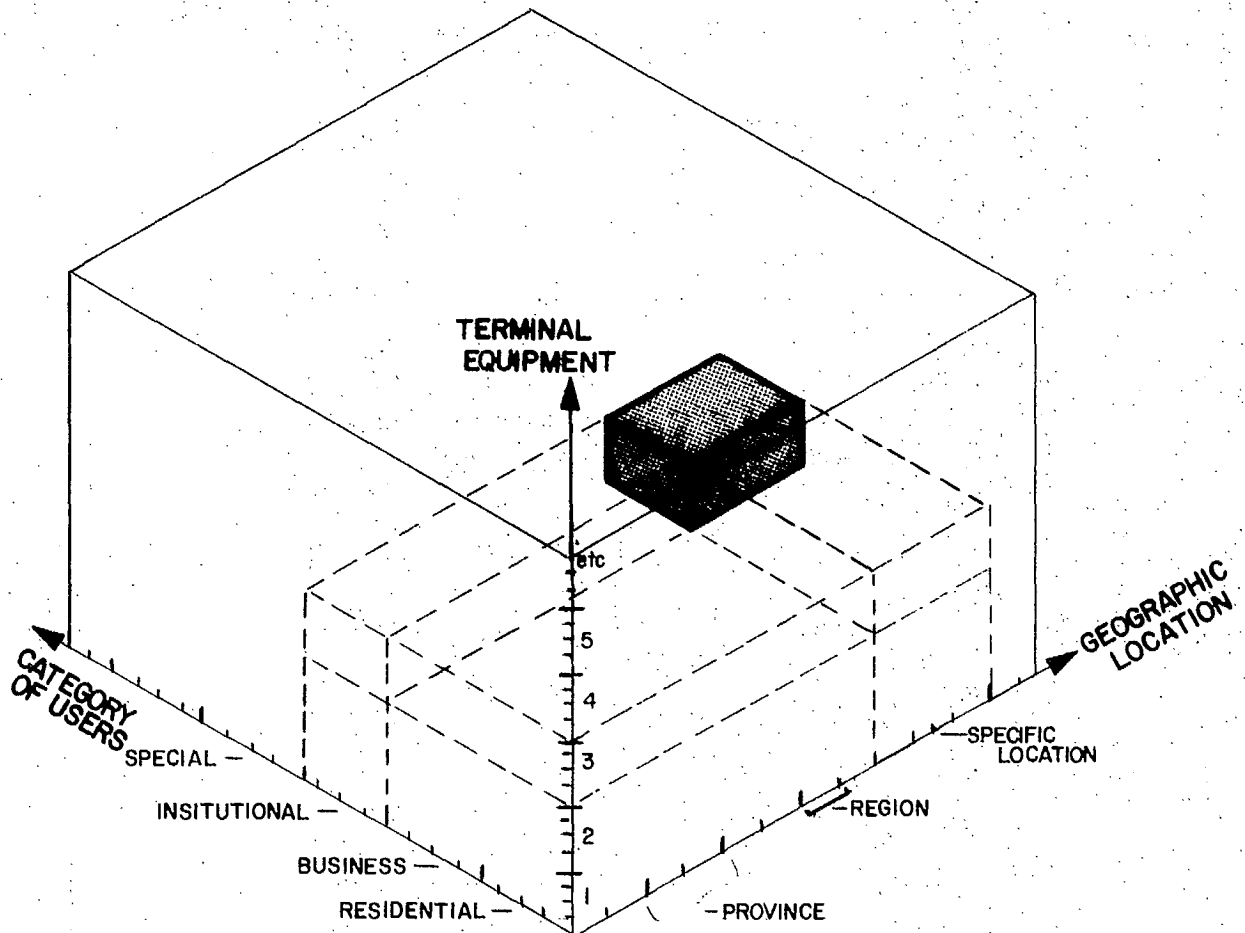 TERMINAL
EQUIPMENT
etc
5
4
3
2
1
CATEGORY
OF USERS
SPECIAL
INSITUTIONAL
BUSINESS
RESIDENTIAL
GEOGRAPHIC
LOCATION
SPECIFIC
LOCATION
REGION
PROVINCE